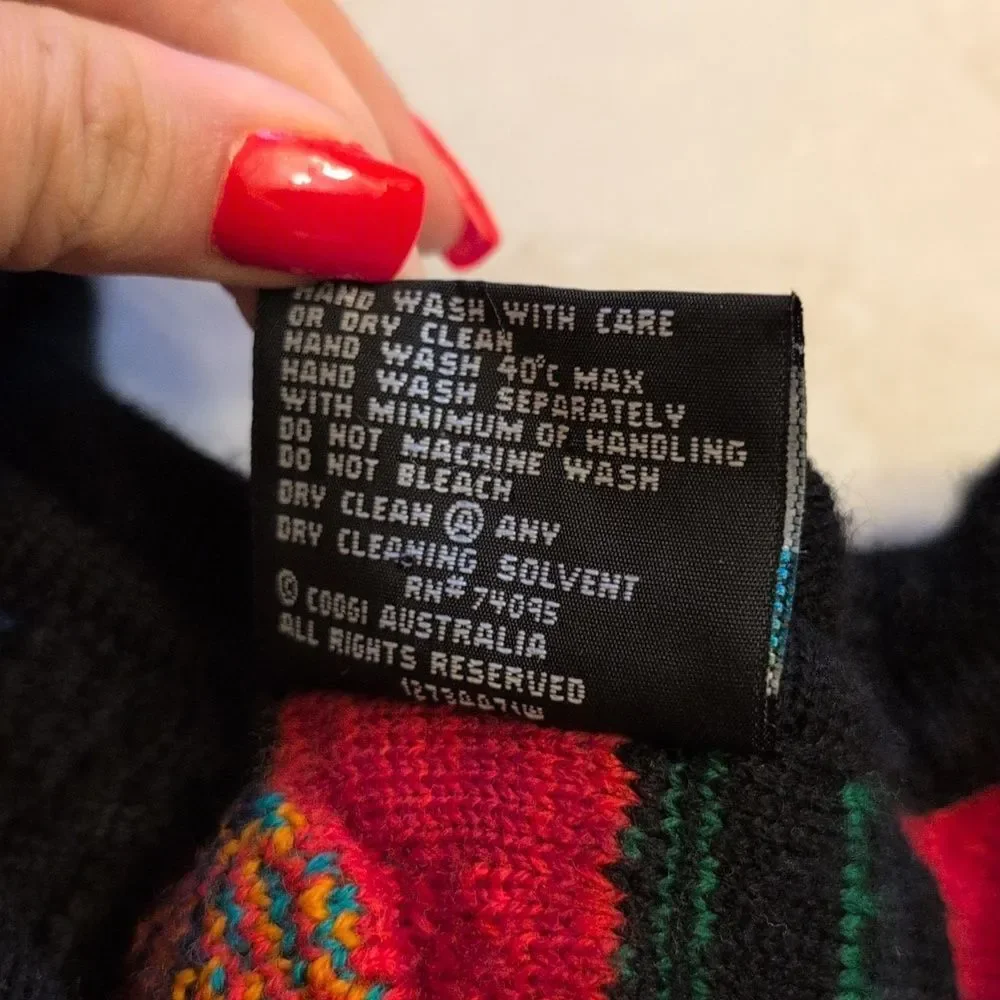 HAND WASH WITH CARE
OR DRY CLEAN
HAND WASH 40°C MAX
HAND WASH SEPARATELY
WITH MINIMUM OF HANDLING
DO NOT MACHINE WASH
DO NOT BLEACH
DRY CLEAN Ⓐ ANY
DRY CLEANING SOLVENT
RN# 74095
© COOGI AUSTRALIA
ALL RIGHTS RESERVED